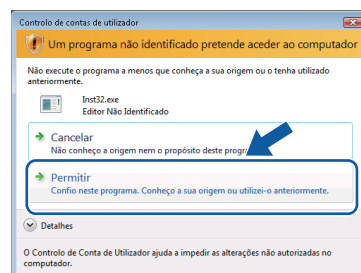 Controlo de contas de utilizador
Um programa não identificado pretende aceder ao computador
Não execute o programa a menos que conheça a sua origem ou o tenha utilizado
anteriormente.
Inst32.exe
Editor Não Identificado
Cancelar
Não conheço a origem nem o propósito deste
Permitir
Confio neste programa. Conheço a sua origem ou utilizei-o anteriormente.
Detalhes
O Controlo de Conta de Utilizador ajuda a impedir as alterações não autorizadas no
computador.